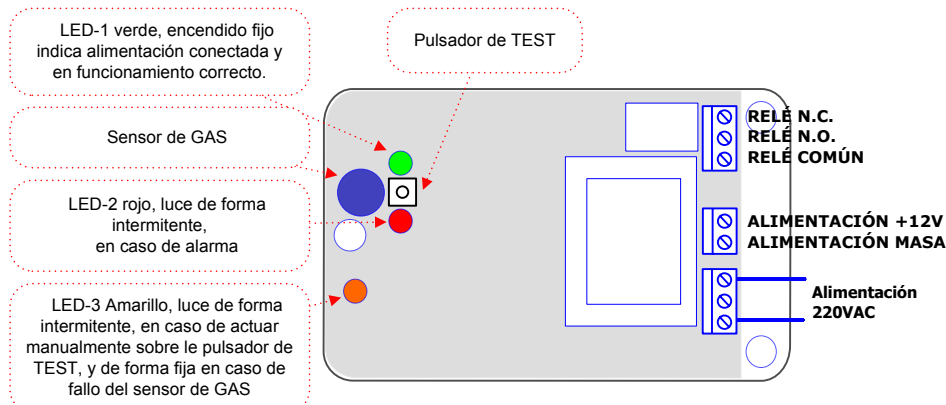 LED-1 verde, encendido fijo
indica alimentación conectada y
en funcionamiento correcto.
Pulsador de TEST
Sensor de GAS
LED-2 rojo, luce de forma
intermitente,
en caso de alarma
LED-3 Amarillo, luce de forma
intermitente, en caso de actuar
manualmente sobre le pulsador de
TEST, y de forma fija en caso de
fallo del sensor de GAS
RELÉ N.C.
RELÉ N.O.
RELÉ COMÚN
ALIMENTACIÓN +12V
ALIMENTACIÓN MASA
Alimentación
220VAC